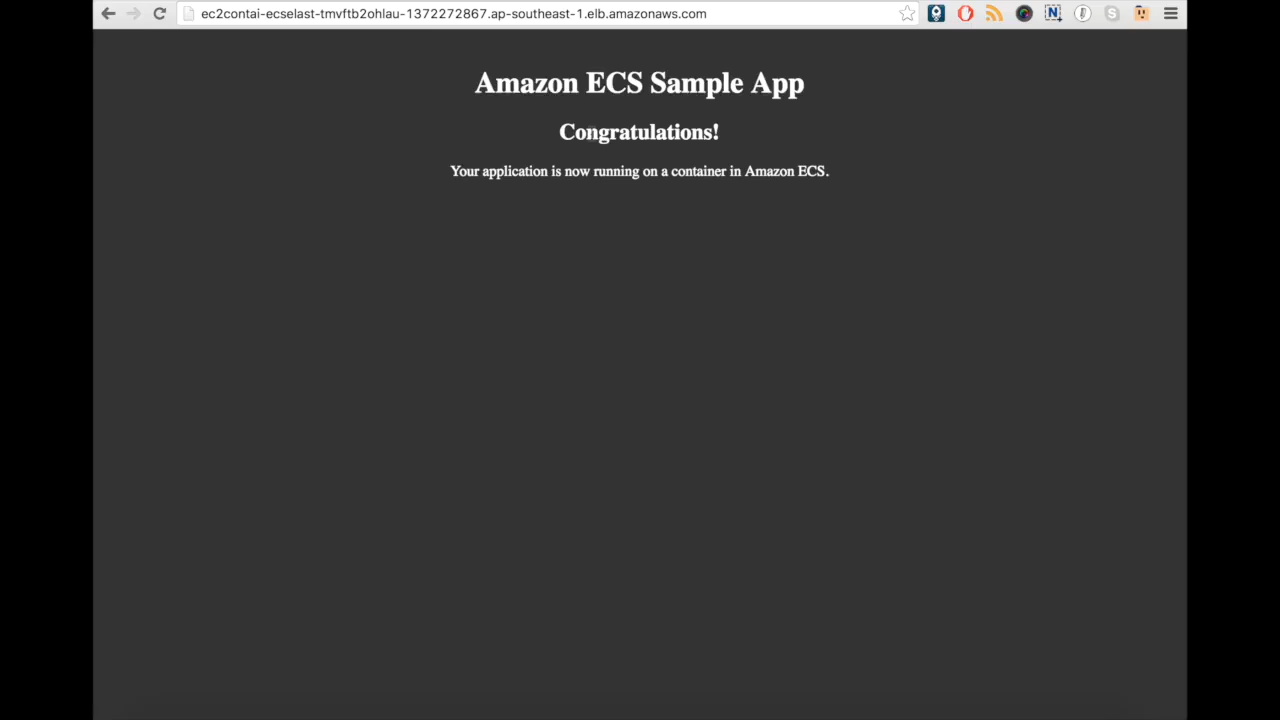 ec2contai-ecselast-tmvftb2ohlau-1372272867.ap-southeast-1.elb.amazonaws.com
Amazon ECS Sample App
Congratulations!
Your application is now running on a container in Amazon ECS.